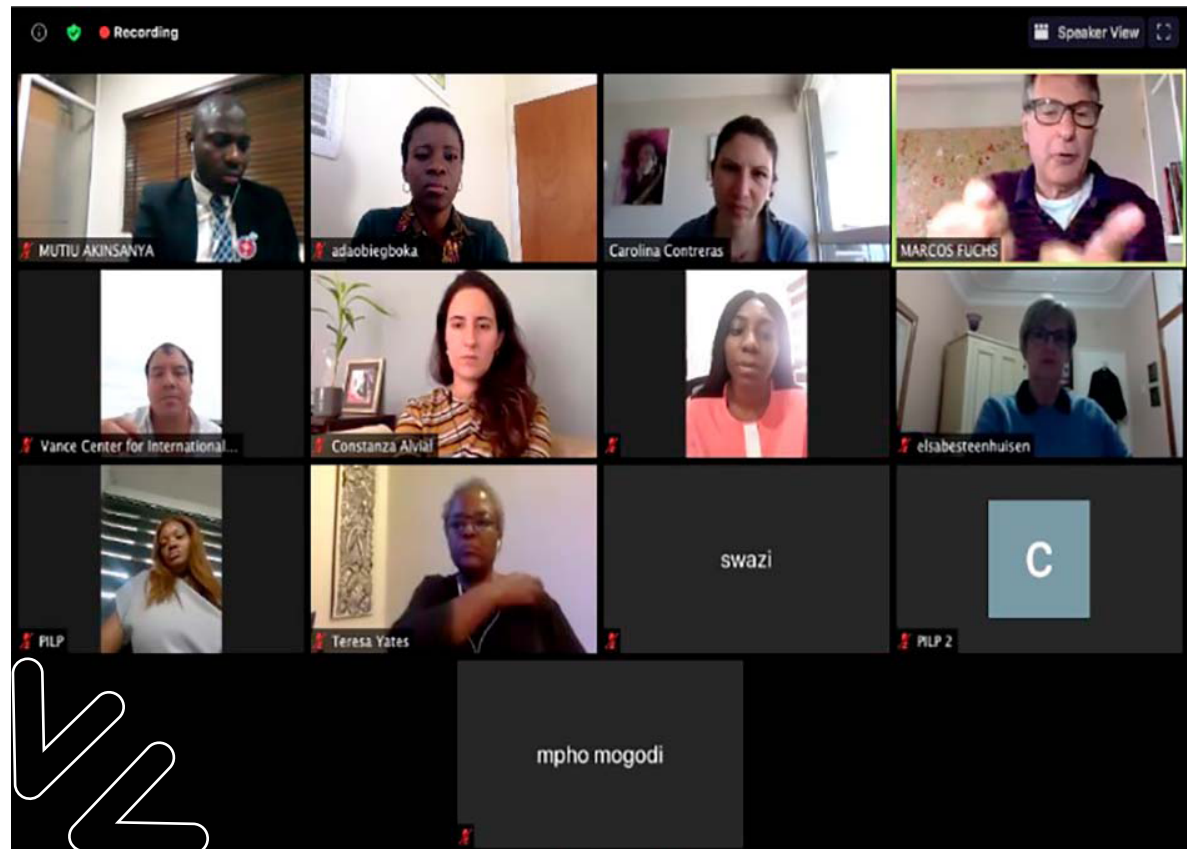 Recording
Speaker View
MUTIU AKINSANYA
adaobiegboka
Carolina Contreras
MARCOS FUCHS
Vance Center for International...
Constanza Alvial
elsabesteenhuisen
PILP
Teresa Yates
swazi
C
PILP 2
mpho mogodi